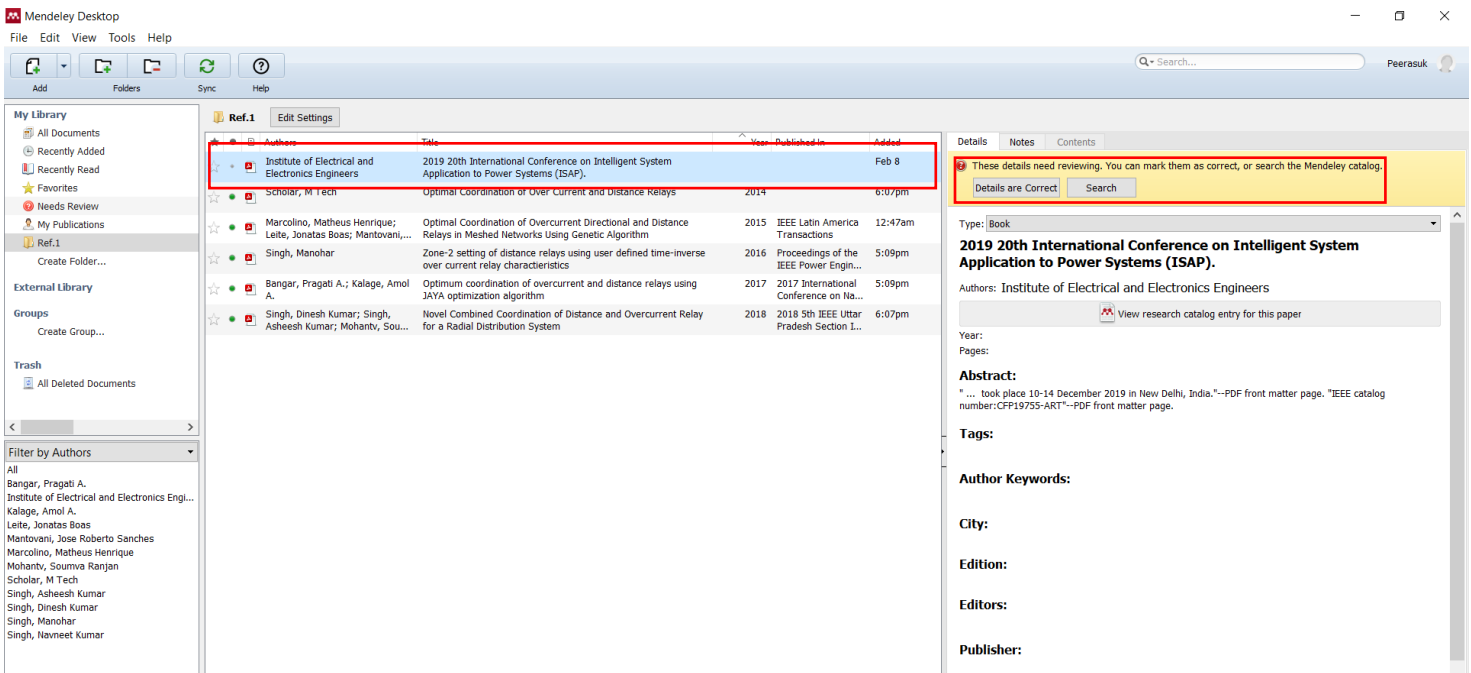 Mendeley Desktop
File Edit View Tools Help
Add Folders Sync Help
Search... Peerasuk
My Library
All Documents
Recently Added
Recently Read
Favorites
Needs Review
My Publications
Ref.1
Create Folder...
External Library
Groups
Create Group...
Trash
All Deleted Documents
Filter by Authors
All
Bangar, Pragati A.
Institute of Electrical and Electronics Engi...
Kalage, Amol A.
Leite, Jonatas Boas
Mantovani, Jose Roberto Sanches
Marcolino, Matheus Henrique
Mohantv, Soumva Ranjan
Scholar, M Tech
Singh, Asheesh Kumar
Singh, Dinesh Kumar
Singh, Manohar
Singh, Navneet Kumar
Ref.1 Edit Settings
Authors Title Year Published In Added
Institute of Electrical and 2019 20th International Conference on Intelligent System Feb 8
Electronics Engineers Application to Power Systems (ISAP).
Scholar, M Tech Optimal Coordination of Over Current and Distance Relays 2014 6:07pm
Marcolino, Matheus Henrique; Optimal Coordination of Overcurrent Directional and Distance 2015 IEEE Latin America 12:47am
Leite, Jonatas Boas; Mantovani,... Relays in Meshed Networks Using Genetic Algorithm Transactions
Singh, Manohar Zone-2 setting of distance relays using user defined time-inverse 2016 Proceedings of the 5:09pm
over current relay charactieristics IEEE Power Engin...
Bangar, Pragati A.; Kalage, Amol Optimum coordination of overcurrent and distance relays using 2017 2017 International 5:09pm
A. JAYA optimization algorithm Conference on Na...
Singh, Dinesh Kumar; Singh, Novel Combined Coordination of Distance and Overcurrent Relay 2018 2018 5th IEEE Uttar 6:07pm
Asheesh Kumar; Mohantv, Sou... for a Radial Distribution System Pradesh Section I...
Details Notes Contents
These details need reviewing. You can mark them as correct, or search the Mendeley catalog.
Details are Correct Search
Type: Book
2019 20th International Conference on Intelligent System
Application to Power Systems (ISAP).
Authors: Institute of Electrical and Electronics Engineers
View research catalog entry for this paper
Year:
Pages:
Abstract:
" ... took place 10-14 December 2019 in New Delhi, India."--PDF front matter page. "IEEE catalog
number:CFP19755-ART"--PDF front matter page.
Tags:
Author Keywords:
City:
Edition:
Editors:
Publisher: